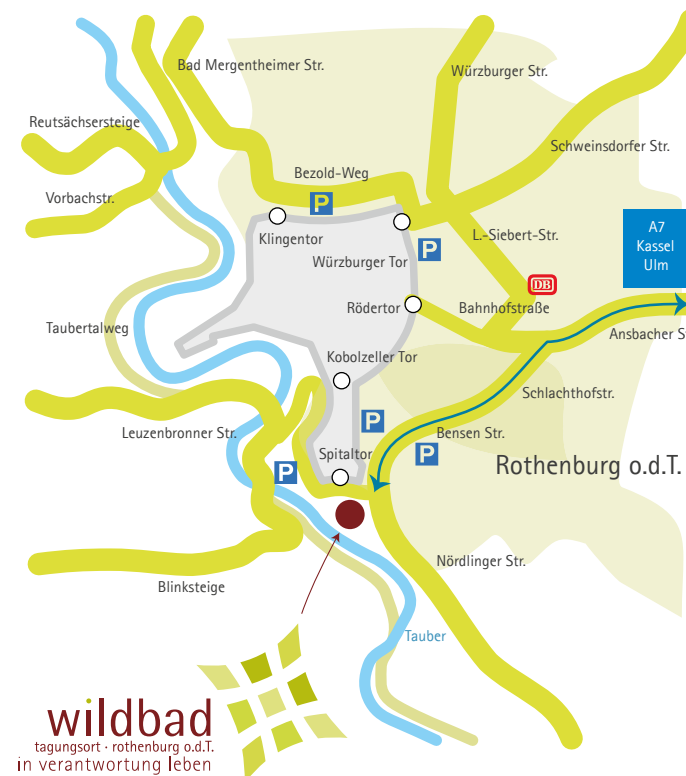 Bad Mergentheimer Str.
Würzburger Str.
Reutsächsersteige
Schweinsdorfer Str.
Bezold-Weg
Vorbachstr.
P
Klingentor
L.-Siebert-Str.
A7
Kassel
Ulm
P
Würzburger Tor
DB
Rödertor
Bahnhofstraße
Taubertalweg
Ansbacher S
Kobolzeller Tor
Schlachthofstr.
P
Leuzenbronner Str.
Bensen Str.
P
Spitaltor
P
Rothenburg o.d.T.
Nördlinger Str.
Blinksteige
Tauber
wildbad
tagungsort · rothenburg o.d.T.
in verantwortung leben